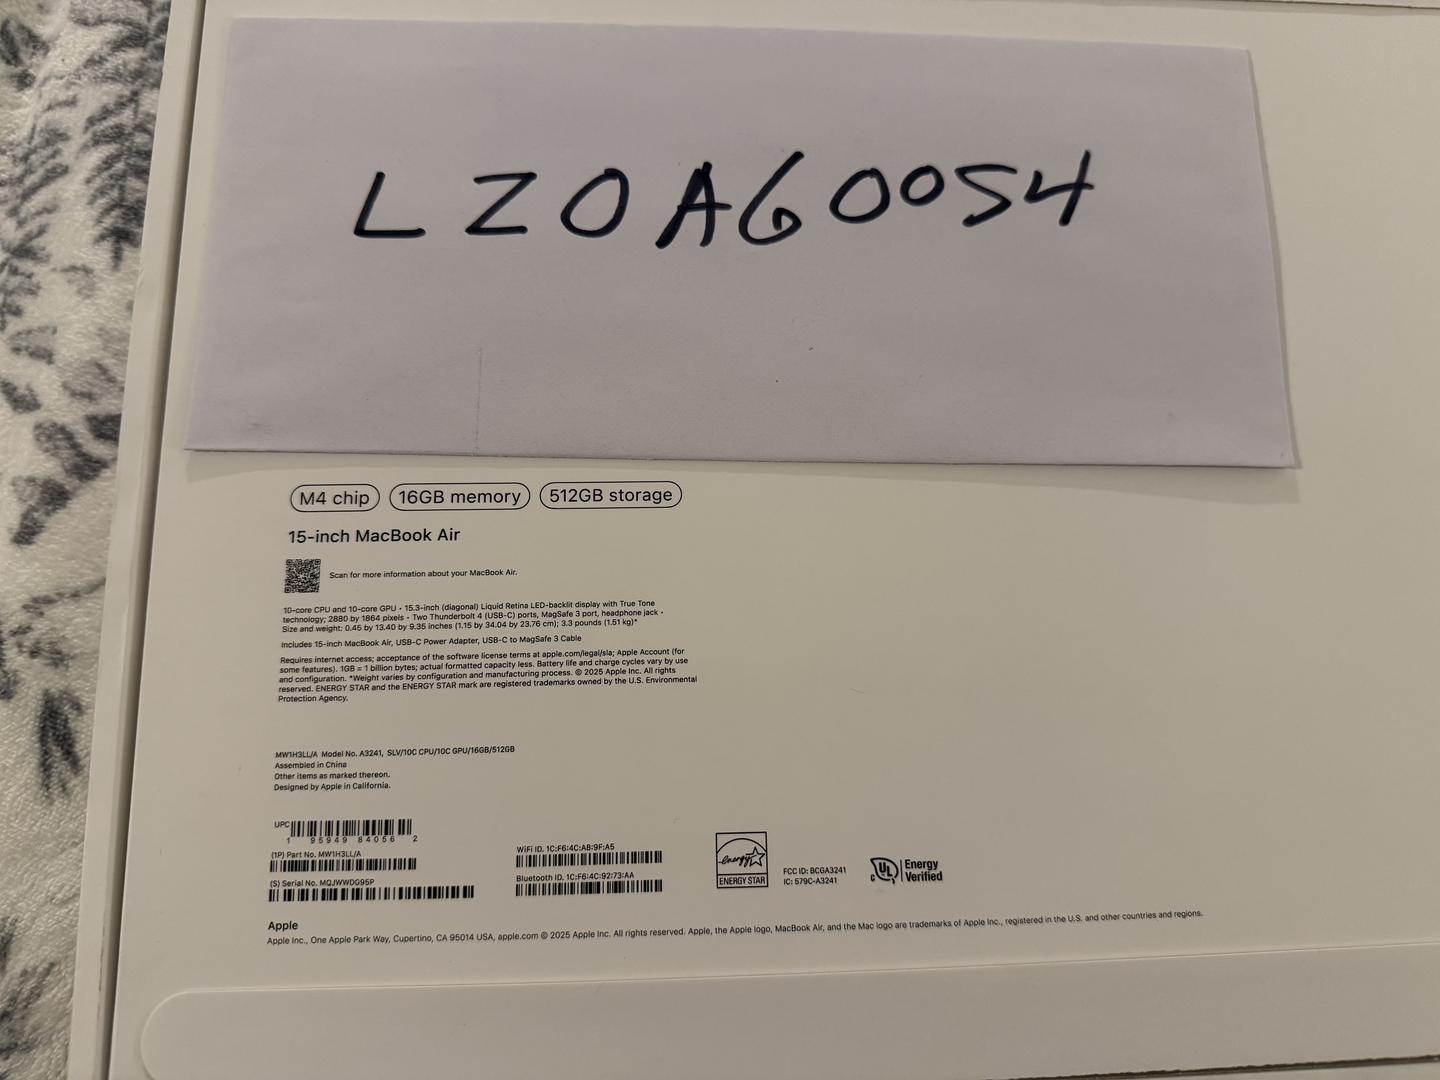 LZOA60054
M4 chip 16GB memory 512GB storage
15-inch MacBook Air
Scan for more information about your MacBook Air.
10-core CPU and 10-core GPU • 15.3-inch (diagonal) Liquid Retina LED-backlit display with True Tone
technology; 2880 by 1864 pixels • Two Thunderbolt 4 (USB-C) ports, MagSafe 3 port, headphone jack •
Size and weight: 0.45 by 13.40 by 9.35 inches (1.15 by 34.04 by 23.76 cm); 3.3 pounds (1.51 kg)*
Includes 15-inch MacBook Air, USB-C Power Adapter, USB-C to MagSafe 3 Cable
Requires internet access; acceptance of the software license terms at apple.com/legal/sla; Apple Account (for
some features). 1GB = 1 billion bytes; actual formatted capacity less. Battery life and charge cycles vary by use
and configuration. *Weight varies by configuration and manufacturing process. © 2025 Apple Inc. All rights
reserved. ENERGY STAR and the ENERGY STAR mark are registered trademarks owned by the U.S. Environmental
Protection Agency.
MW1H3LL/A Model No. A3241, SLV/10C CPU/10C GPU/16GB/512GB
Assembled in China
Other items as marked thereon.
Designed by Apple in California.
UPC
1 95949 84056 2
(1P) Part No. MW1H3LL/A
(S) Serial No. MQJWWDG95P
WiFi ID. 1C:F6:4C:A8:9F:A5
Bluetooth ID. 1C:F6:4C:92:73:AA
energy
ENERGY STAR
FCC ID: BCGA3241
IC: 579C-A3241
c UL Energy
Verified
Apple
Apple Inc., One Apple Park Way, Cupertino, CA 95014 USA, apple.com © 2025 Apple Inc. All rights reserved. Apple, the Apple logo, MacBook Air, and the Mac logo are trademarks of Apple Inc., registered in the U.S. and other countries and regions.